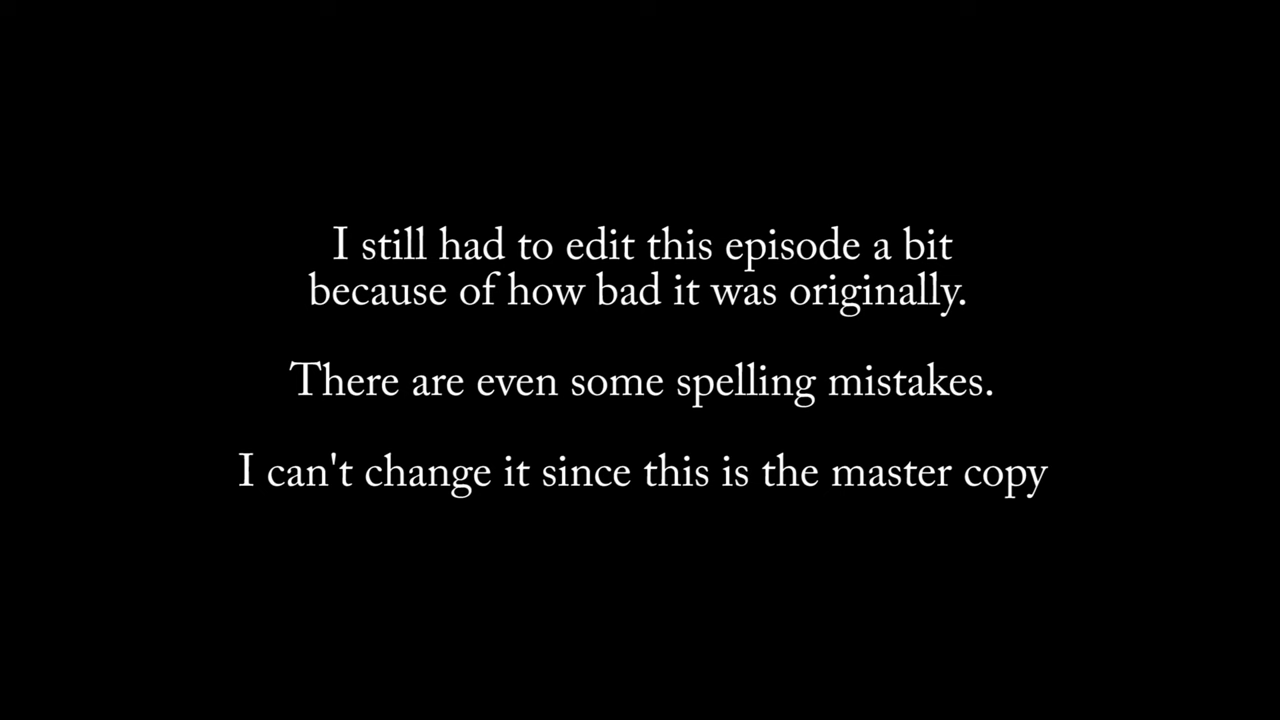 I still had to edit this episode a bit
because of how bad it was originally.
There are even some spelling mistakes.
I can't change it since this is the master copy